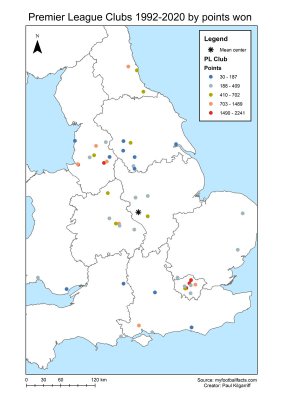 Premier League Clubs 1992-2020 by points won
N
Legend
Mean center
PL Club
Points
30 - 187
188 - 409
410 - 702
703 - 1489
1490 - 2241
0 30 60 120 km
Source: myfootballfacts.com
Creator: Paul Kilgarriff